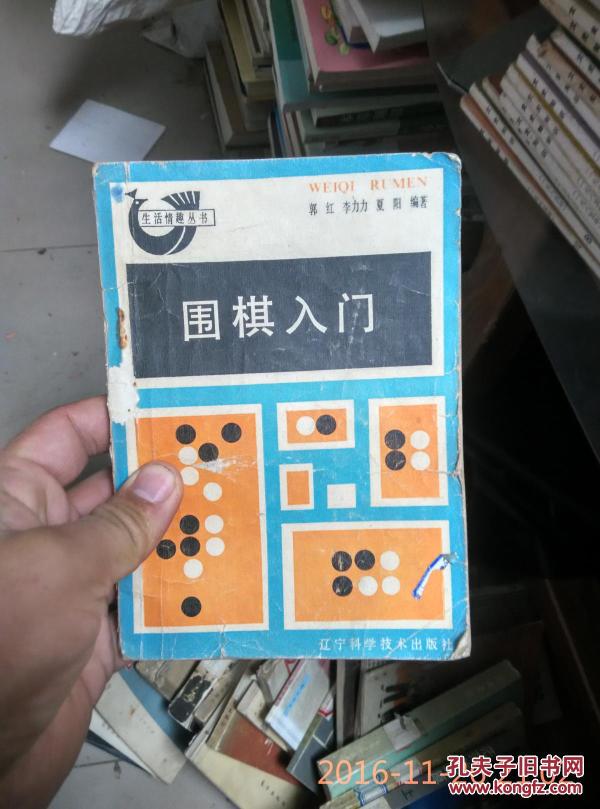 WEIQI RUMEN
郭 红 李力力 夏 阳 编著
生活情趣丛书
围棋入门
辽宁科学技术出版社
孔夫子旧书网
www.kongfz.com